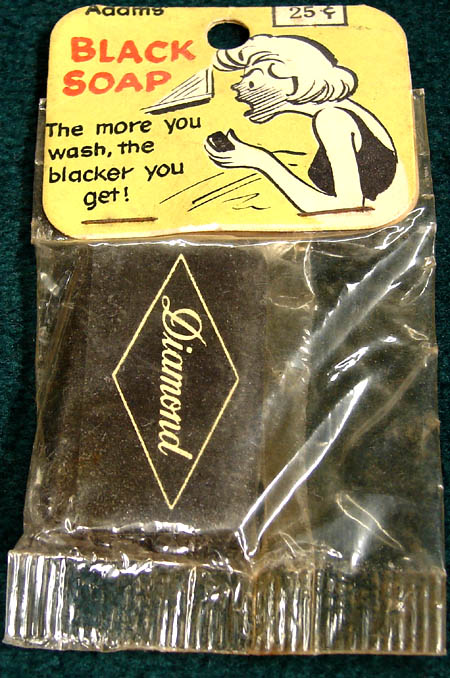 Adams
25¢
BLACK
SOAP
The more you
wash, the
blacker you
get!
Diamond